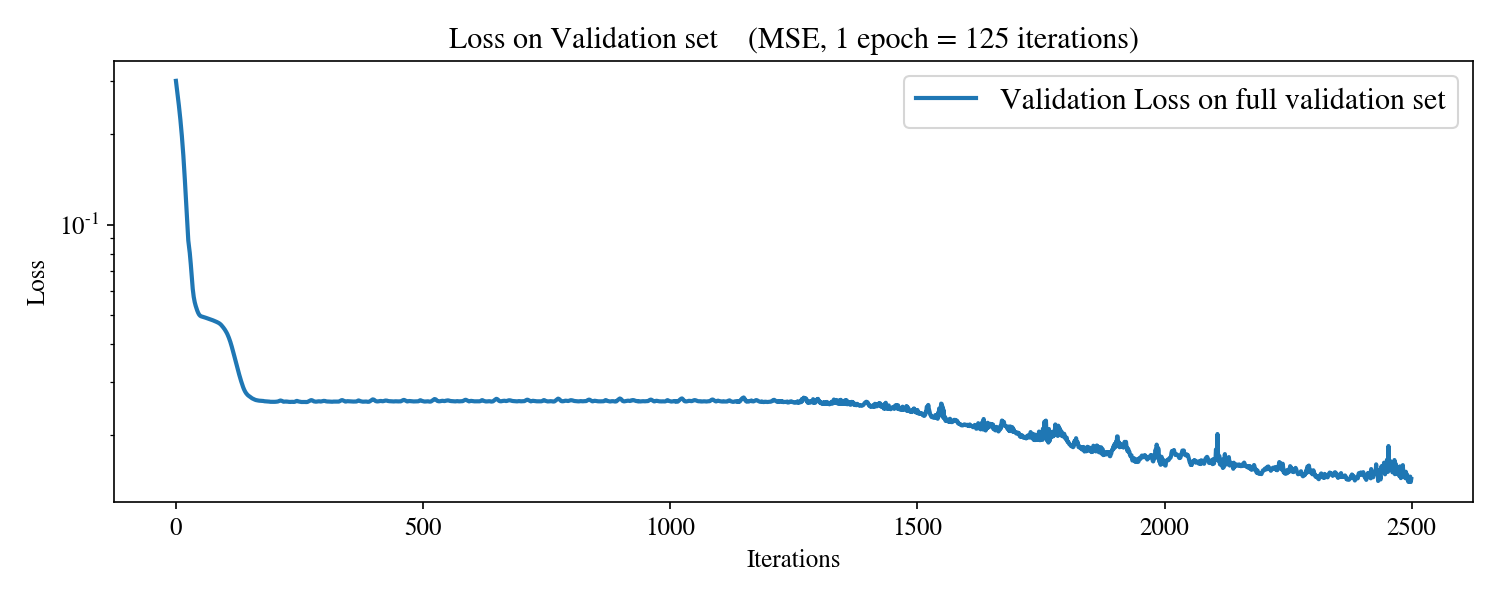 Loss on Validation set    (MSE, 1 epoch = 125 iterations)
Validation Loss on full validation set
10⁻¹
Loss
0 500 1000 1500 2000 2500
Iterations